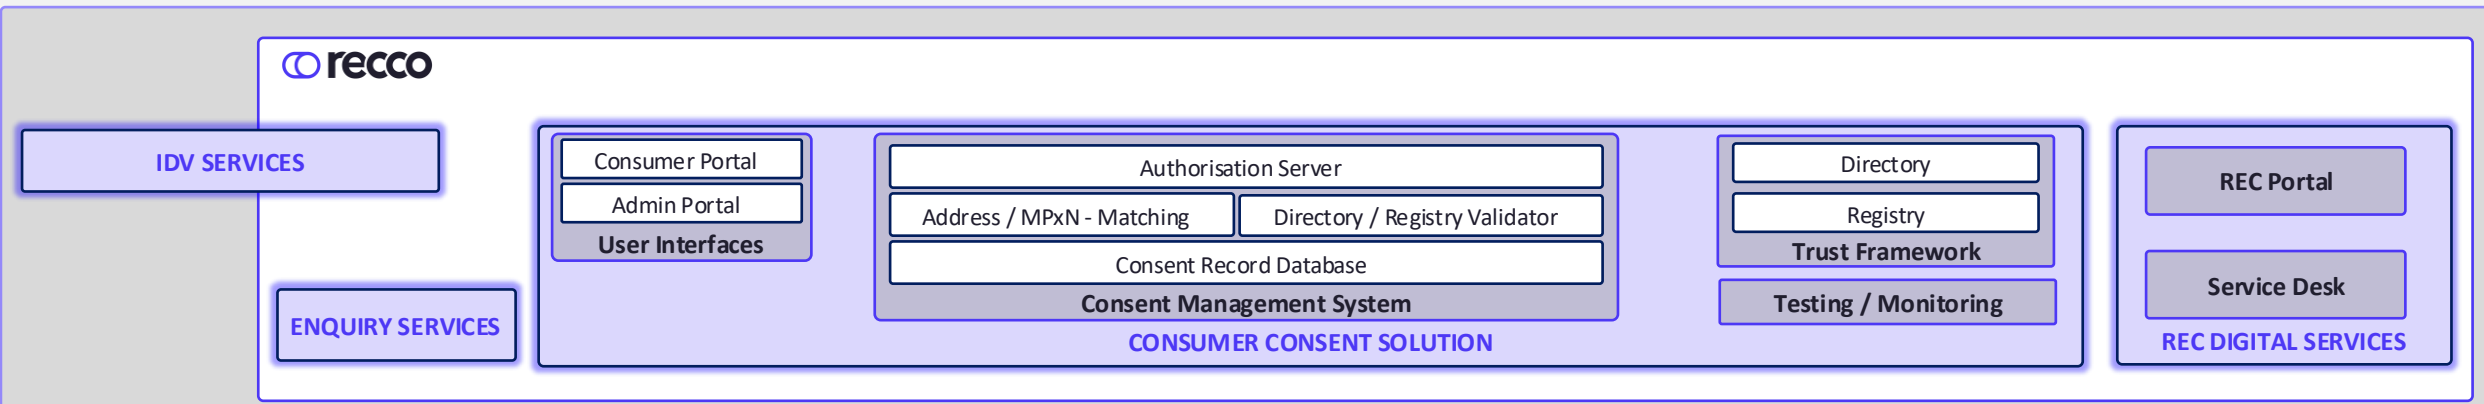 recco
IDV SERVICES
ENQUIRY SERVICES
Consumer Portal
Admin Portal
User Interfaces
Authorisation Server
Address / MPxN - Matching
Directory / Registry Validator
Consent Record Database
Consent Management System
Directory
Registry
Trust Framework
Testing / Monitoring
CONSUMER CONSENT SOLUTION
REC Portal
Service Desk
REC DIGITAL SERVICES